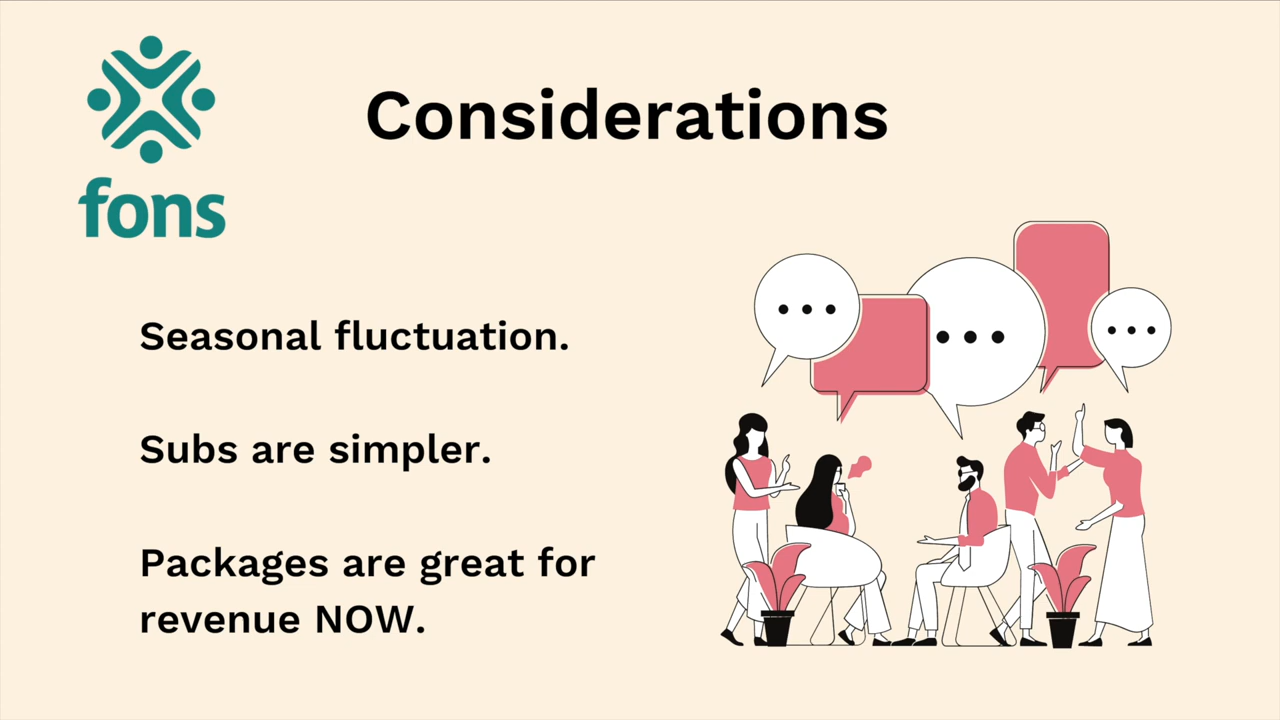 fons
Considerations
Seasonal fluctuation.
Subs are simpler.
Packages are great for
revenue NOW.